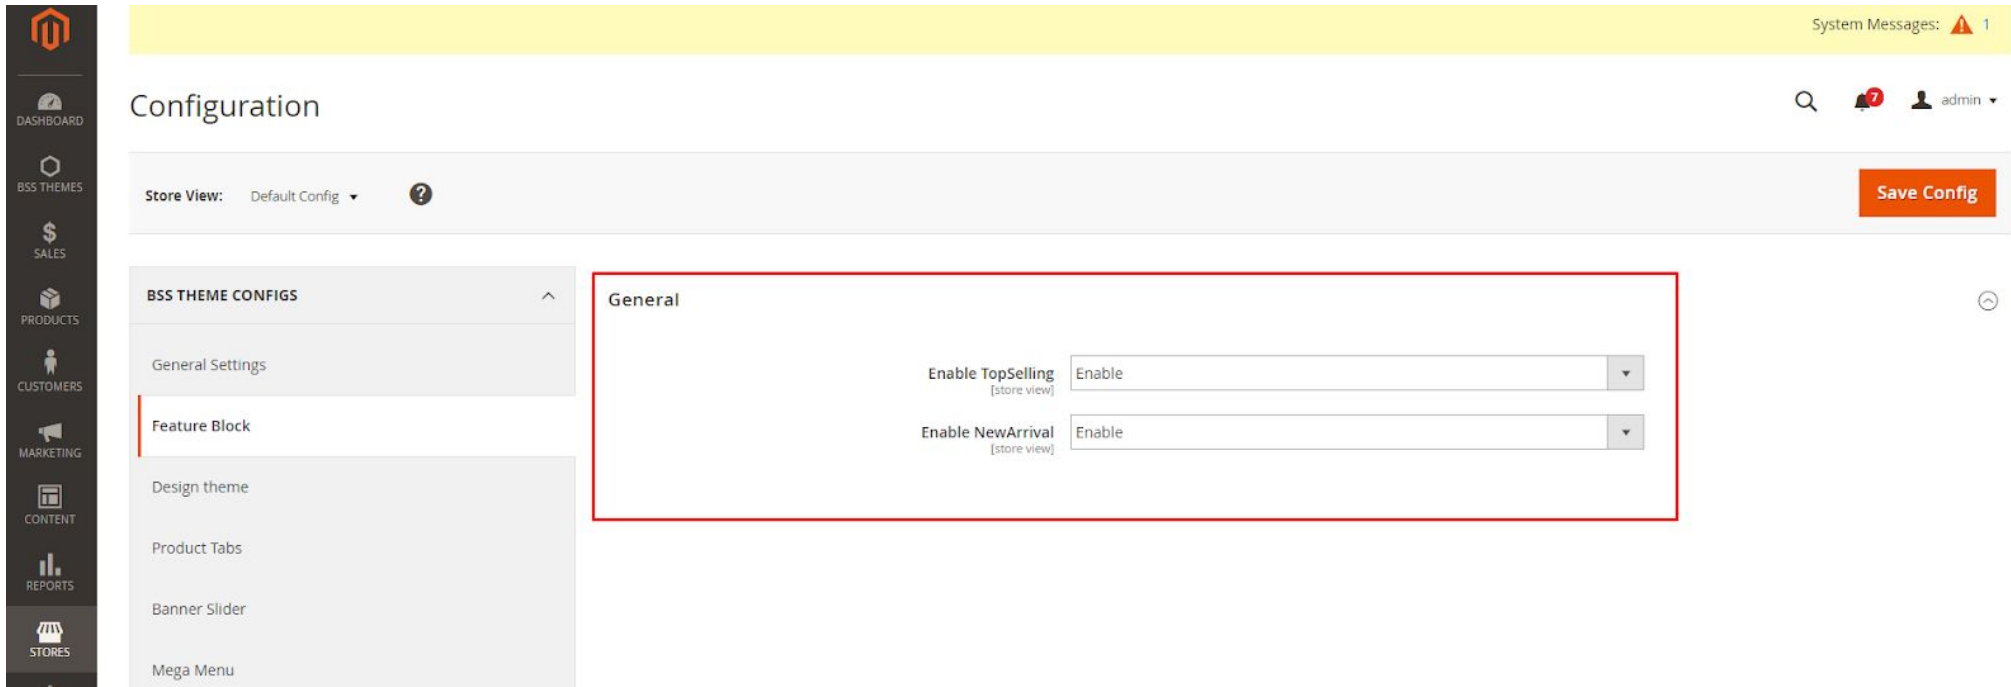 System Messages: 1
Configuration
7
admin
Store View: Default Config ?
Save Config
DASHBOARD
BSS THEMES
$
SALES
PRODUCTS
CUSTOMERS
MARKETING
CONTENT
REPORTS
STORES
BSS THEME CONFIGS
General Settings
Feature Block
Design theme
Product Tabs
Banner Slider
Mega Menu
General
Enable TopSelling Enable
[store view]
Enable NewArrival Enable
[store view]